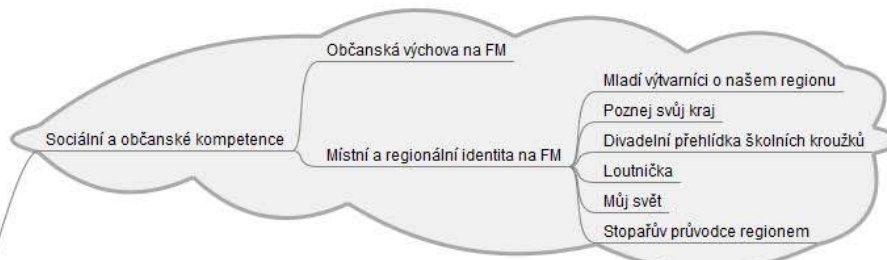 Občanská výchova na FM
Mladí výtvarníci o našem regionu
Poznej svůj kraj
Sociální a občanské kompetence
Divadelní přehlídka školních kroužků
Místní a regionální identita na FM
Loutnička
Můj svět
Stopařův průvodce regionem